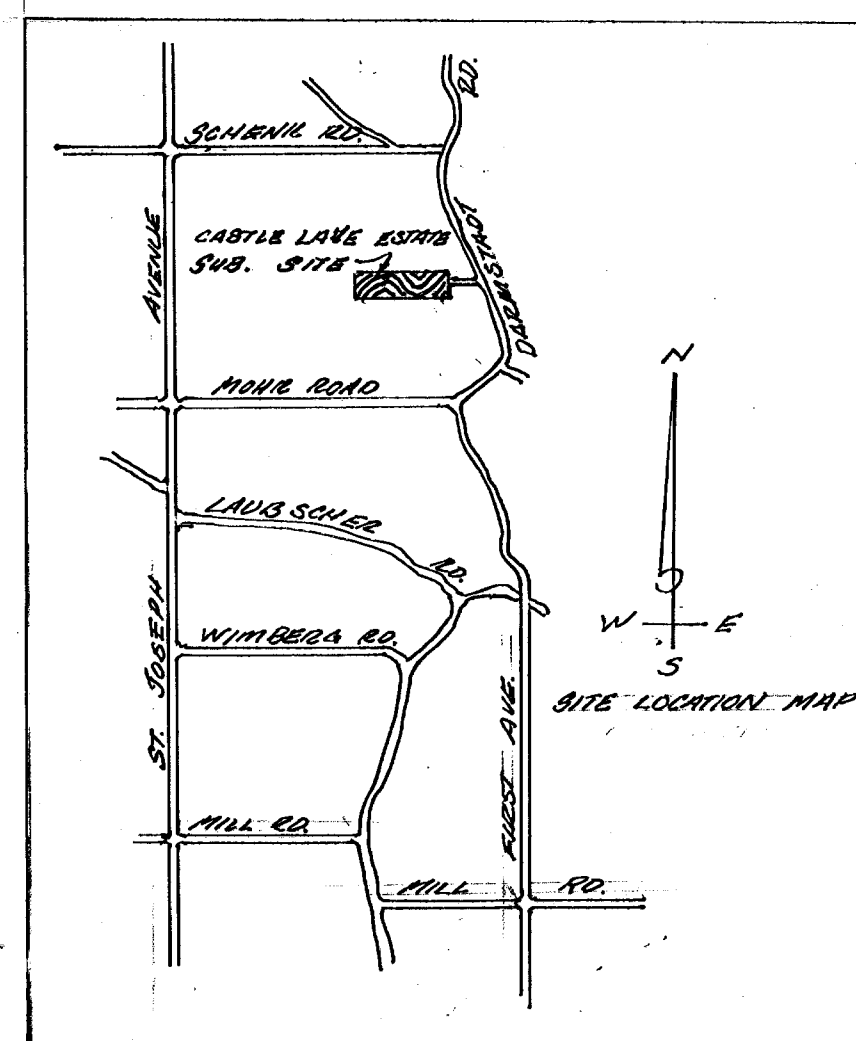 RD.
SCHENK RD.
CASTLE LAKE ESTATE
SUB. SITE
AVENUE
DARMSTADT
MOHR ROAD
N
LAUBSCHER
RD.
W E
S
WIMBERG RD.
ST. JOSEPH
SITE LOCATION MAP
FIRST AVE.
MILL RD.
MILL RD.